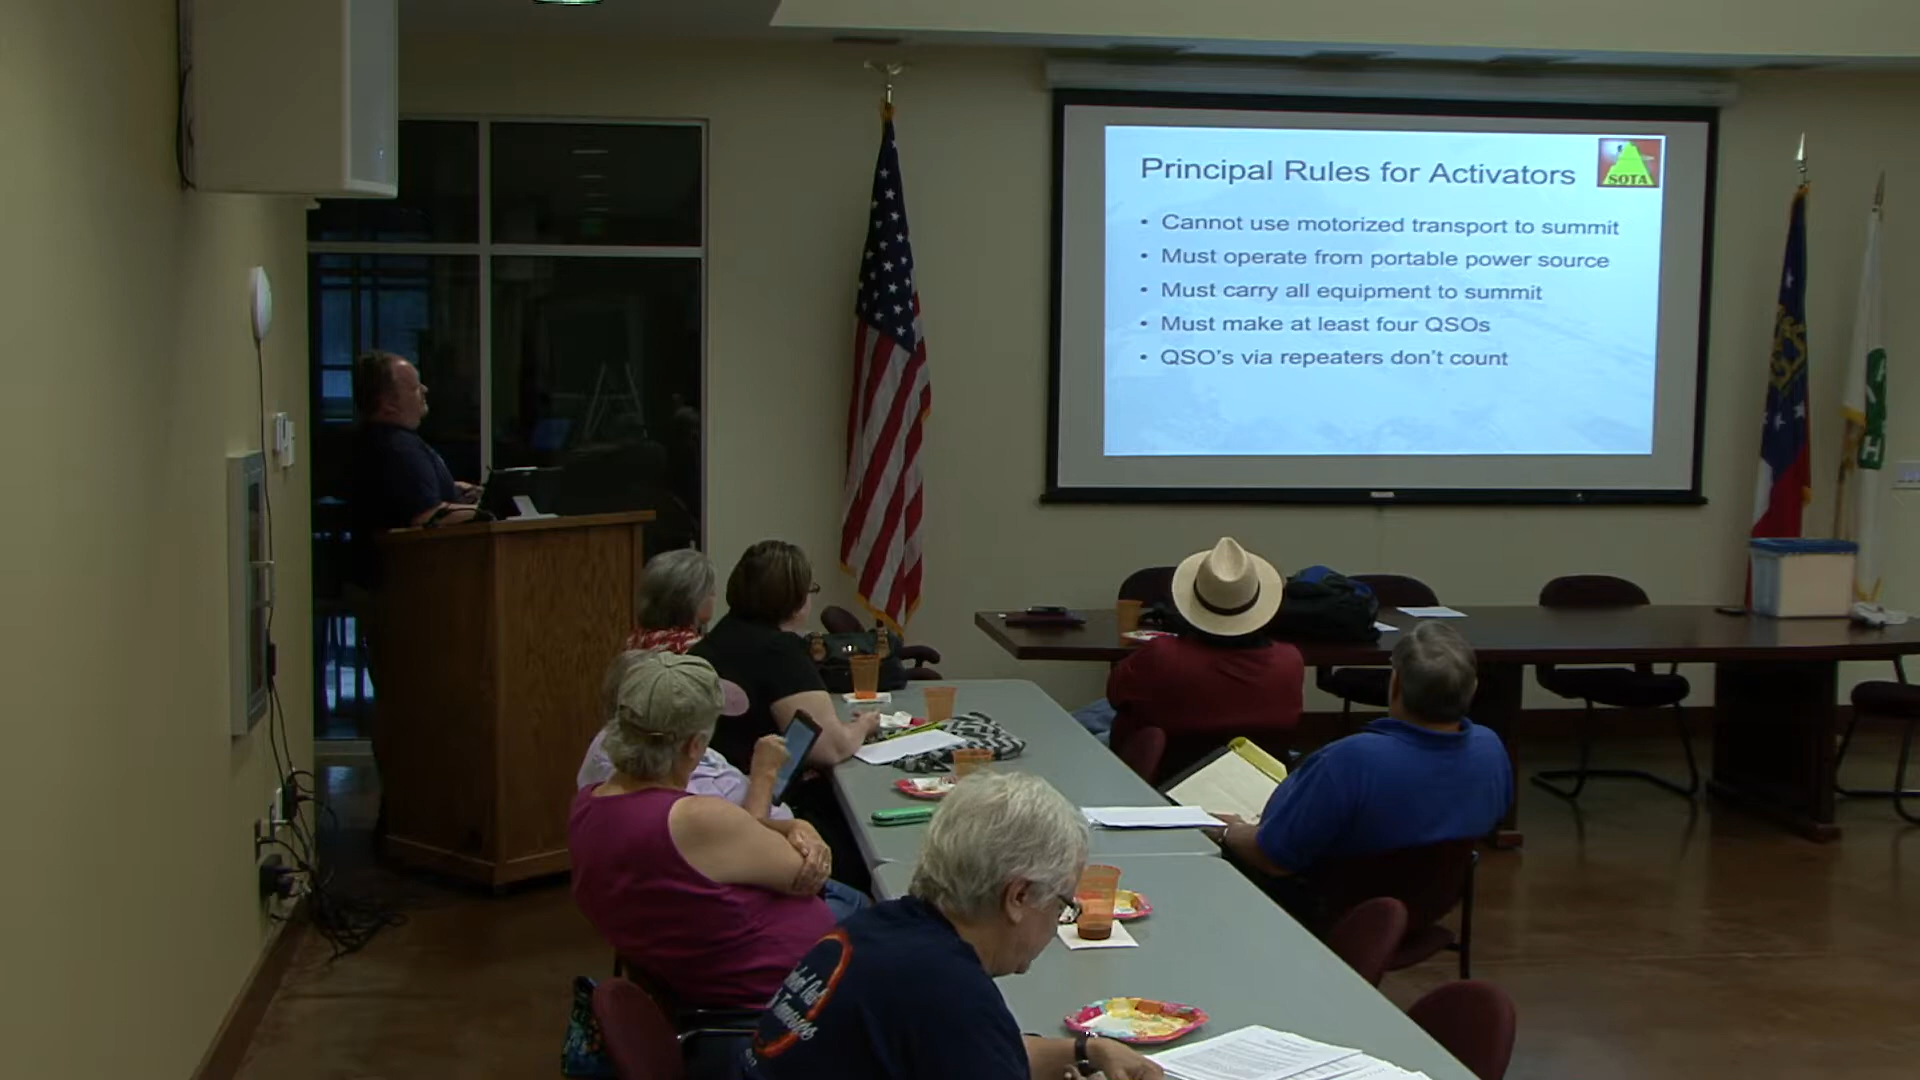 Principal Rules for Activators
SOTA
• Cannot use motorized transport to summit
• Must operate from portable power source
• Must carry all equipment to summit
• Must make at least four QSOs
• QSO's via repeaters don't count